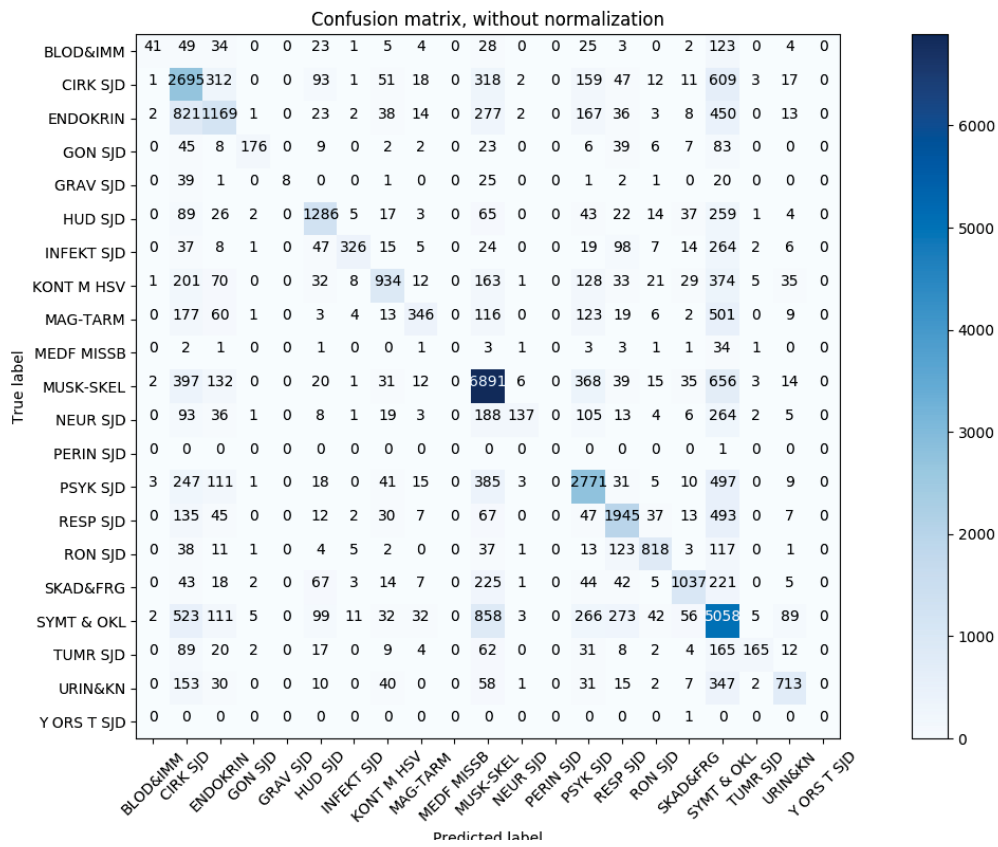 Confusion matrix, without normalization
BLOD&IMM 41 49 34 0 0 23 1 5 4 0 28 0 0 25 3 0 2 123 0 4 0
CIRK SJD 1 2695 312 0 0 93 1 51 18 0 318 2 0 159 47 12 11 609 3 17 0
ENDOKRIN 2 821 1169 1 0 23 2 38 14 0 277 2 0 167 36 3 8 450 0 13 0
GON SJD 0 45 8 176 0 9 0 2 2 0 23 0 0 6 39 6 7 83 0 0 0
GRAV SJD 0 39 1 0 8 0 0 1 0 0 25 0 0 1 2 1 0 20 0 0 0
HUD SJD 0 89 26 2 0 1286 5 17 3 0 65 0 0 43 22 14 37 259 1 4 0
INFEKT SJD 0 37 8 1 0 47 326 15 5 0 24 0 0 19 98 7 14 264 2 6 0
KONT M HSV 1 201 70 0 0 32 8 934 12 0 163 1 0 128 33 21 29 374 5 35 0
MAG-TARM 0 177 60 1 0 3 4 13 346 0 116 0 0 123 19 6 2 501 0 9 0
MEDF MISSB 0 2 1 0 0 1 0 0 1 0 3 1 0 3 3 1 1 34 1 0 0
MUSK-SKEL 2 397 132 0 0 20 1 31 12 0 6891 6 0 368 39 15 35 656 3 14 0
NEUR SJD 0 93 36 1 0 8 1 19 3 0 188 137 0 105 13 4 6 264 2 5 0
PERIN SJD 0 0 0 0 0 0 0 0 0 0 0 0 0 0 0 0 0 1 0 0 0
PSYK SJD 3 247 111 1 0 18 0 41 15 0 385 3 0 2771 31 5 10 497 0 9 0
RESP SJD 0 135 45 0 0 12 2 30 7 0 67 0 0 47 1945 37 13 493 0 7 0
RON SJD 0 38 11 1 0 4 5 2 0 0 37 1 0 13 123 818 3 117 0 1 0
SKAD&FRG 0 43 18 2 0 67 3 14 7 0 225 1 0 44 42 5 1037 221 0 5 0
SYMT & OKL 2 523 111 5 0 99 11 32 32 0 858 3 0 266 273 42 56 5058 5 89 0
TUMR SJD 0 89 20 2 0 17 0 9 4 0 62 0 0 31 8 2 4 165 165 12 0
URIN&KN 0 153 30 0 0 10 0 40 0 0 58 1 0 31 15 2 7 347 2 713 0
Y ORS T SJD 0 0 0 0 0 0 0 0 0 0 0 0 0 0 0 0 1 0 0 0 0
True label
BLOD&IMM
CIRK SJD
ENDOKRIN
GON SJD
GRAV SJD
HUD SJD
INFEKT SJD
KONT M HSV
MAG-TARM
MEDF MISSB
MUSK-SKEL
NEUR SJD
PERIN SJD
PSYK SJD
RESP SJD
RON SJD
SKAD&FRG
SYMT & OKL
TUMR SJD
URIN&KN
Y ORS T SJD
Predicted label
6000
5000
4000
3000
2000
1000
0